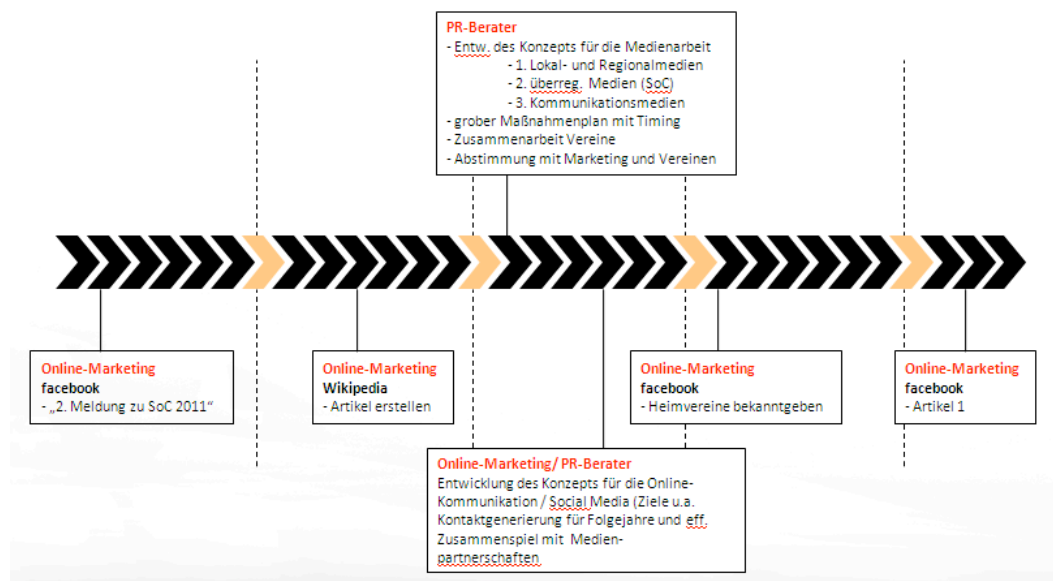 PR-Berater
- Entw. des Konzepts für die Medienarbeit
- 1. Lokal- und Regionalmedien
- 2. überreg. Medien (SoC)
- 3. Kommunikationsmedien
- grober Maßnahmenplan mit Timing
- Zusammenarbeit Vereine
- Abstimmung mit Marketing und Vereinen
Online-Marketing
facebook
- „2. Meldung zu SoC 2011“
Online-Marketing
Wikipedia
- Artikel erstellen
Online-Marketing
facebook
- Heimvereine bekanntgeben
Online-Marketing
facebook
- Artikel 1
Online-Marketing/ PR-Berater
Entwicklung des Konzepts für die Online-
Kommunikation / Social Media (Ziele u.a.
Kontaktgenerierung für Folgejahre und eff.
Zusammenspiel mit Medien-
partnerschaften